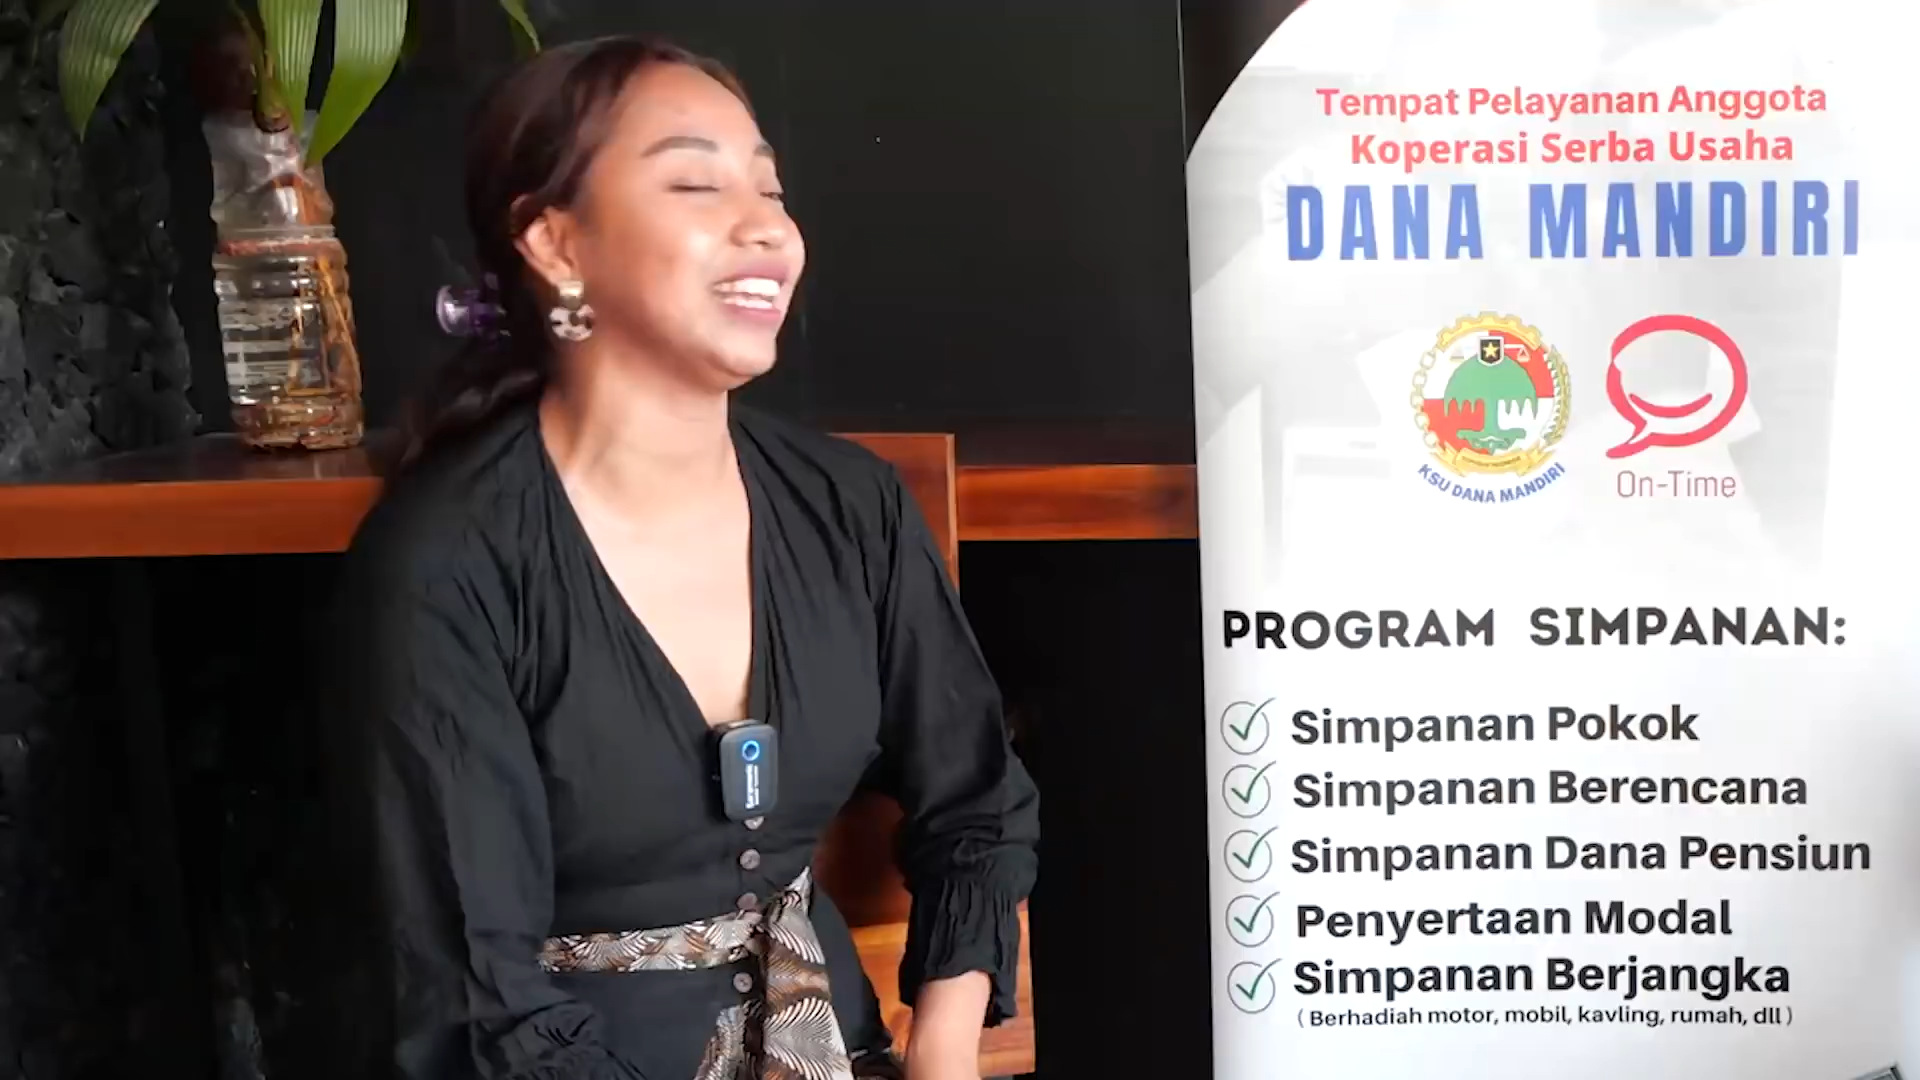 Tempat Pelayanan Anggota
Koperasi Serba Usaha
DANA MANDIRI
KSU DANA MANDIRI
On-Time
PROGRAM SIMPANAN:
Simpanan Pokok
Simpanan Berencana
Simpanan Dana Pensiun
Penyertaan Modal
Simpanan Berjangka
( Berhadiah motor, mobil, kavling, rumah, dll )
Saramonic